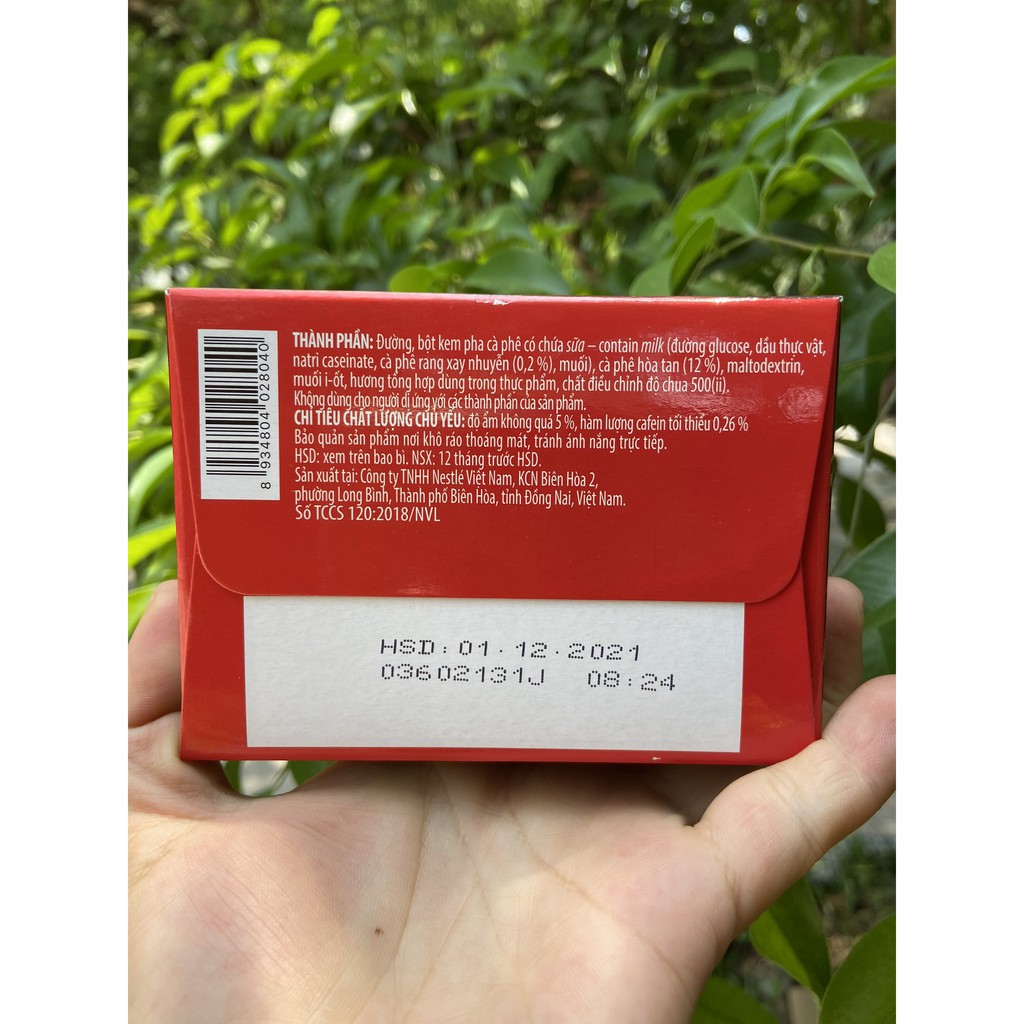 THÀNH PHẦN: Đường, bột kem pha cà phê có chứa sữa – contain milk (đường glucose, dầu thực vật,
natri caseinate, cà phê rang xay nhuyễn (0,2 %), muối), cà phê hòa tan (12 %), maltodextrin,
muối i-ốt, hương tổng hợp dùng trong thực phẩm, chất điều chỉnh độ chua 500(ii).
Không dùng cho người dị ứng với các thành phần của sản phẩm.
CHỈ TIÊU CHẤT LƯỢNG CHỦ YẾU: độ ẩm không quá 5 %, hàm lượng cafein tối thiểu 0,26 %
Bảo quản sản phẩm nơi khô ráo thoáng mát, tránh ánh nắng trực tiếp.
HSD: xem trên bao bì. NSX: 12 tháng trước HSD.
Sản xuất tại: Công ty TNHH Nestlé Việt Nam, KCN Biên Hòa 2,
phường Long Bình, Thành phố Biên Hòa, tỉnh Đồng Nai, Việt Nam.
Số TCCS 120:2018/NVL
8 934804 028040
HSD:01.12.2021
03602131J 08:24